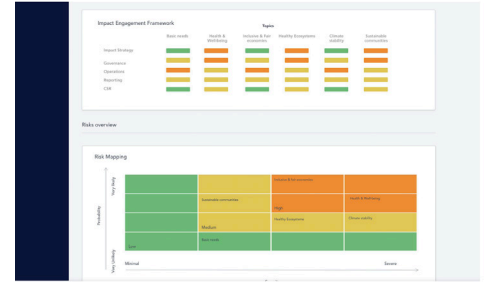 Impact Engagement Framework
Topics
Basic needs
Health & Wellbeing
Inclusive & Fair economies
Healthy Ecosystem
Climate stability
Sustainable communities
Impact Strategy
Governance
Operations
Reporting
CSR
Risks overview
Risk Mapping
Very likely
Probability
Very Unlikely
Inclusive & Fair economies
Sustainable communities
High
Health & Wellbeing
Medium
Healthy Ecosystem
Climate stability
Low
Basic needs
Minimal
Severe